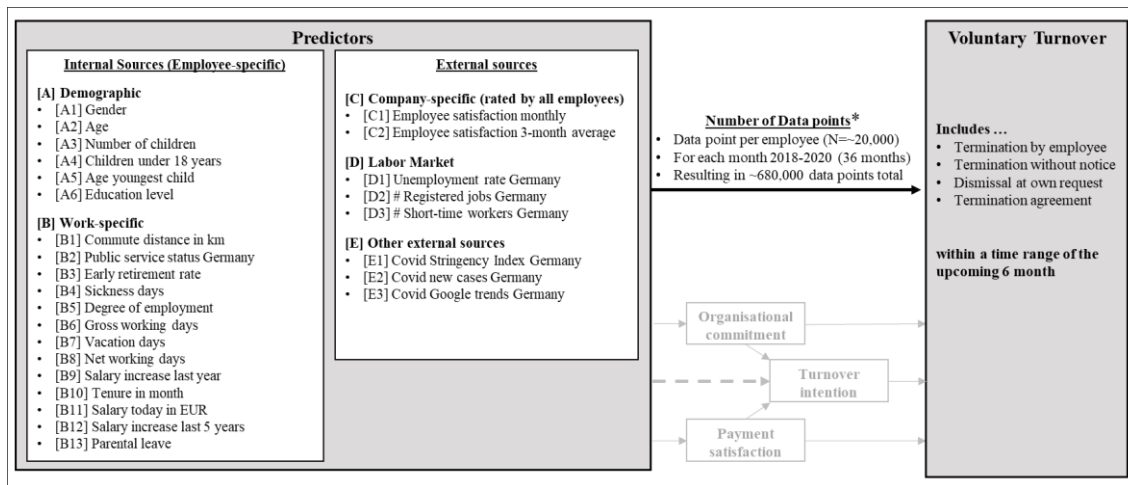 Predictors
Internal Sources (Employee-specific)
[A] Demographic
• [A1] Gender
• [A2] Age
• [A3] Number of children
• [A4] Children under 18 years
• [A5] Age youngest child
• [A6] Education level
[B] Work-specific
• [B1] Commute distance in km
• [B2] Public service status Germany
• [B3] Early retirement rate
• [B4] Sickness days
• [B5] Degree of employment
• [B6] Gross working days
• [B7] Vacation days
• [B8] Net working days
• [B9] Salary increase last year
• [B10] Tenure in month
• [B11] Salary today in EUR
• [B12] Salary increase last 5 years
• [B13] Parental leave
External sources
[C] Company-specific (rated by all employees)
• [C1] Employee satisfaction monthly
• [C2] Employee satisfaction 3-month average
[D] Labor Market
• [D1] Unemployment rate Germany
• [D2] # Registered jobs Germany
• [D3] # Short-time workers Germany
[E] Other external sources
• [E1] Covid Stringency Index Germany
• [E2] Covid new cases Germany
• [E3] Covid Google trends Germany
Number of Data points*
• Data point per employee (N=~20,000)
• For each month 2018-2020 (36 months)
• Resulting in ~680,000 data points total
Organisational
commitment
Turnover
intention
Payment
satisfaction
Voluntary Turnover
Includes …
• Termination by employee
• Termination without notice
• Dismissal at own request
• Termination agreement
within a time range of the
upcoming 6 month